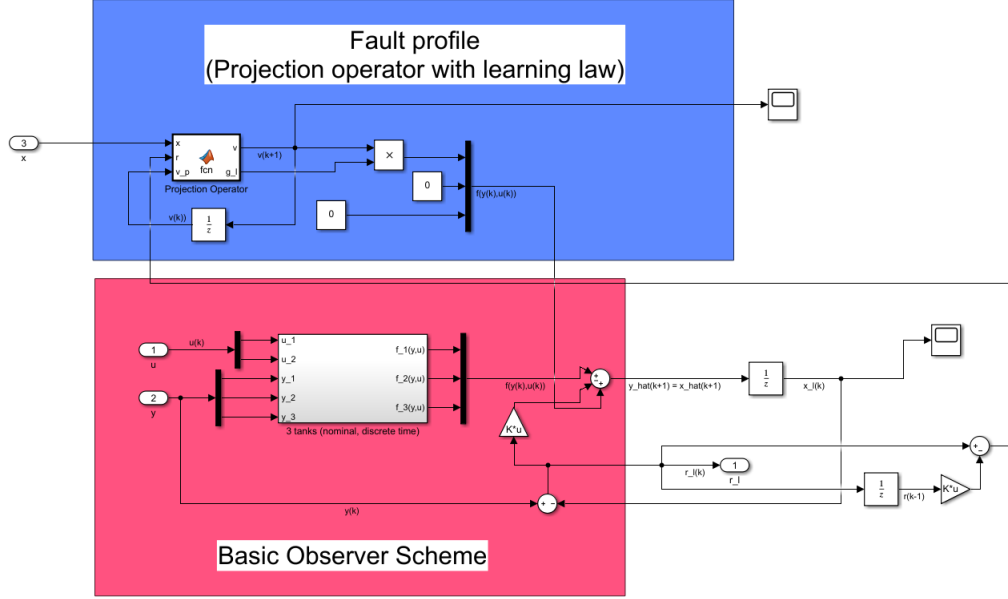 Fault profile
(Projection operator with learning law)
3
x
x
r
v_p
fcn
v
g_l
Projection Operator
v(k+1)
×
0
0
f(y(k),u(k))
v(k))
1
z
1
u
u(k)
2
y
u_1
u_2
y_1
y_2
y_3
f_1(y,u)
f_2(y,u)
f_3(y,u)
3 tanks (nominal, discrete time)
f(y(k),u(k))
y_hat(k+1) = x_hat(k+1)
1
z
x_l(k)
K*u
r_l(k)
1
r_l
1
z
r(k-1)
K*u
y(k)
Basic Observer Scheme